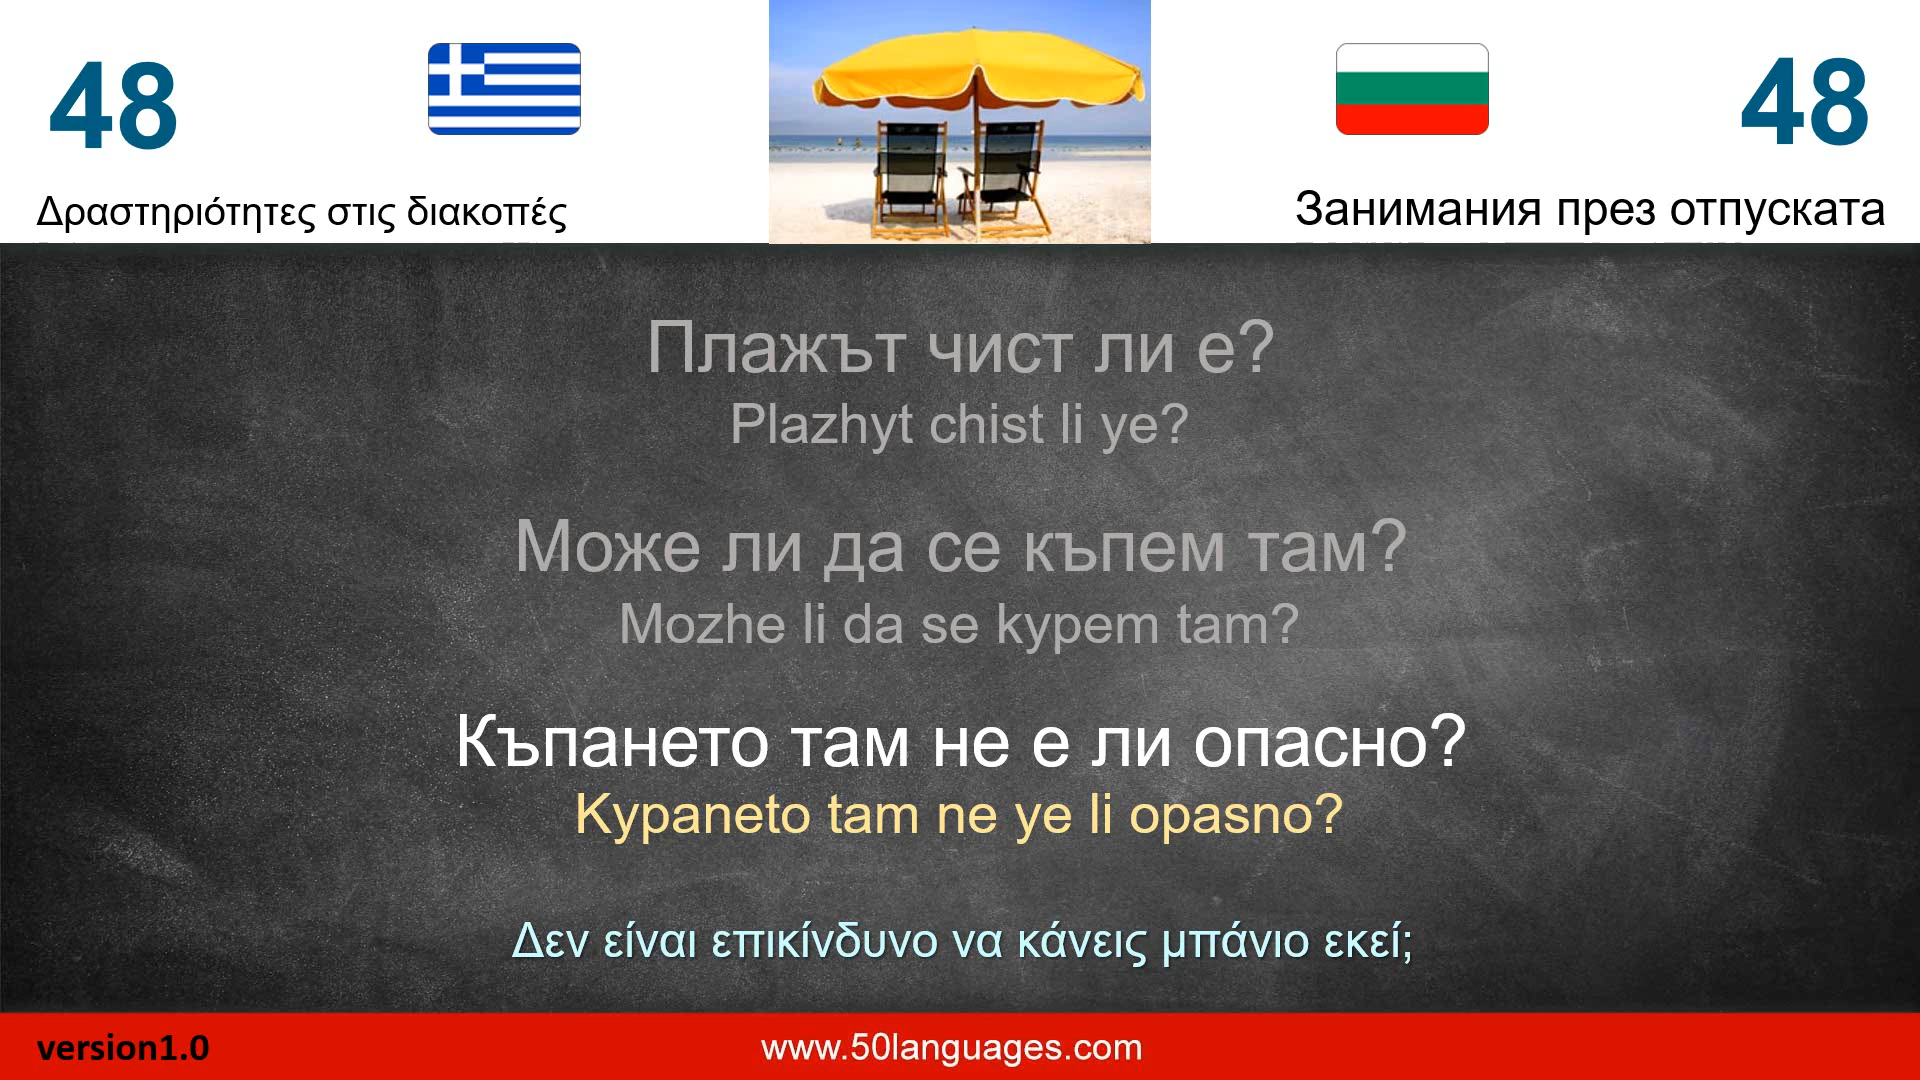 48
48
Δραστηριότητες στις διακοπές
Занимания през отпуската
Плажът чист ли е?
Plazhyt chist li ye?
Може ли да се къпем там?
Mozhe li da se kypem tam?
Къпането там не е ли опасно?
Kypaneto tam ne ye li opasno?
Δεν είναι επικίνδυνο να κάνεις μπάνιο εκεί;
version1.0
www.50languages.com